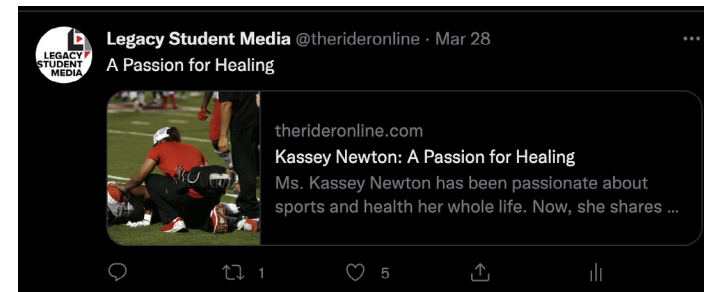 LEGACY
STUDENT
MEDIA
Legacy Student Media @therideronline · Mar 28
A Passion for Healing
therideronline.com
Kassey Newton: A Passion for Healing
Ms. Kassey Newton has been passionate about
sports and health her whole life. Now, she shares ...
1 5